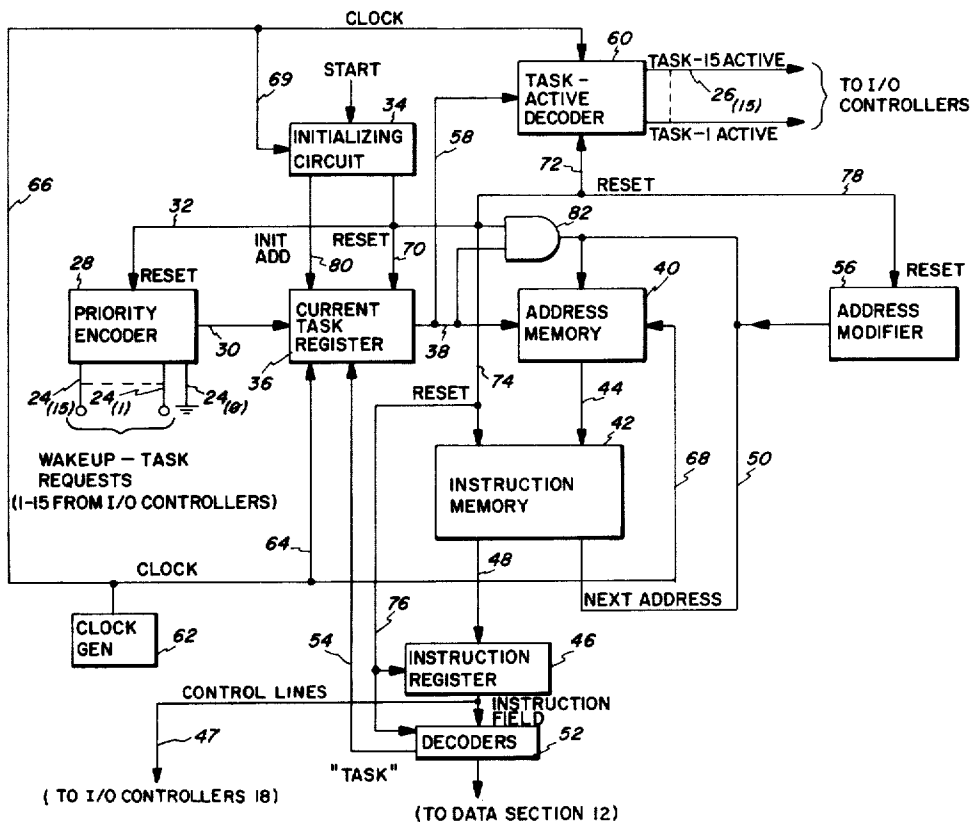 CLOCK
60
TASK-15 ACTIVE
START
69
TASK-
ACTIVE
DECODER
26
(15)
TO I/O
CONTROLLERS
34
INITIALIZING
CIRCUIT
58
TASK-1 ACTIVE
72
66
RESET
78
32
82
INIT
ADD
RESET
80
70
28
RESET
40
56
RESET
PRIORITY
ENCODER
30
CURRENT
TASK
REGISTER
38
ADDRESS
MEMORY
ADDRESS
MODIFIER
36
24
(15)
24
(1)
24
(0)
74
RESET
44
42
WAKEUP - TASK
REQUESTS
(1-15 FROM I/O CONTROLLERS)
INSTRUCTION
MEMORY
68
50
64
CLOCK
48
NEXT ADDRESS
CLOCK
GEN
62
54
76
46
INSTRUCTION
REGISTER
CONTROL LINES
INSTRUCTION
FIELD
47
DECODERS
52
"TASK"
(TO I/O CONTROLLERS 18)
(TO DATA SECTION 12)